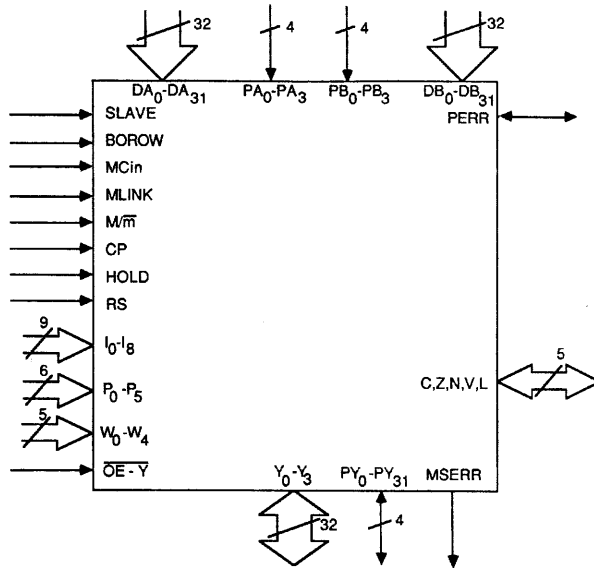 32 4 4 32
DA0-DA31 PA0-PA3 PB0-PB3 DB0-DB31
SLAVE
PERR
BOROW
MCin
MLINK
M/m̅
CP
HOLD
RS
9
I0-I8
6
P0-P5
5
C,Z,N,V,L
5
W0-W4
OE - Y
Y0-Y3 PY0-PY31 MSERR
32 4